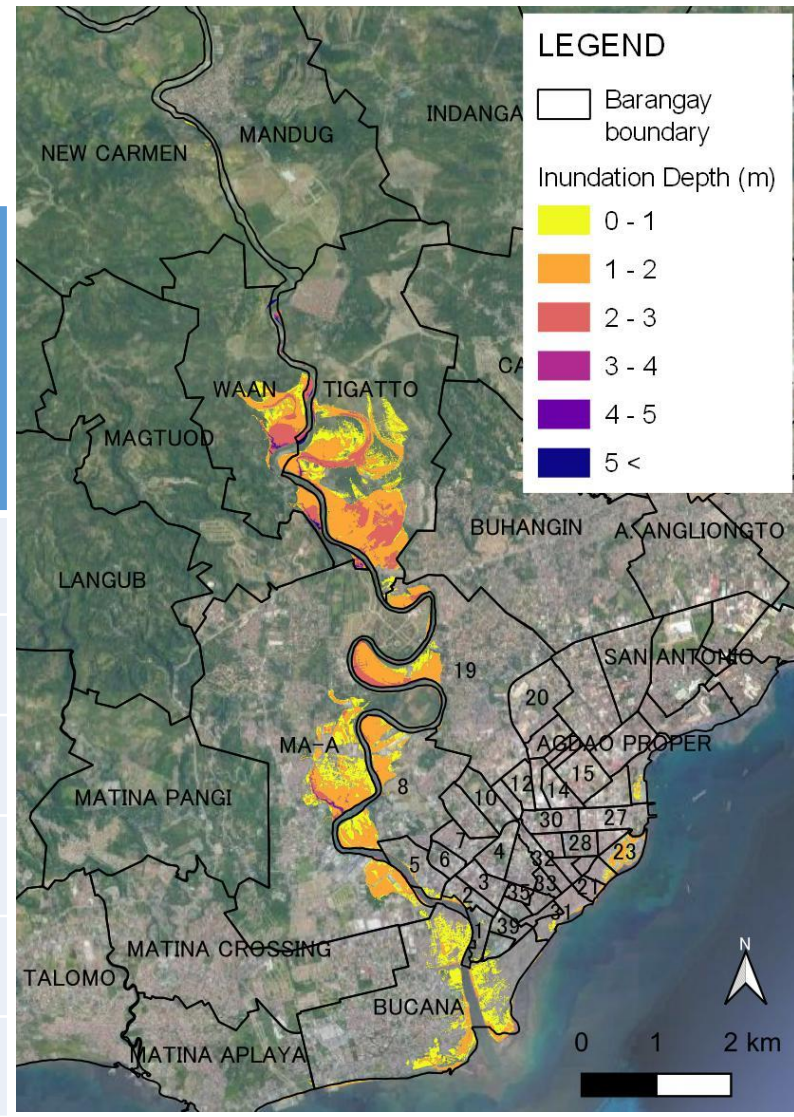 LEGEND
Barangay
boundary
Inundation Depth (m)
0 - 1
1 - 2
2 - 3
3 - 4
4 - 5
5 <
INDANGA
MANDUG
NEW CARMEN
CA
WAAN
TIGATTO
MAGTUOD
BUHANGIN
A. ANGLIONGTO
LANGUB
SAN ANTONIO
19
20
MA-A
AGDAO PROPER
MATINA PANGI
8
10
12
14
15
30
27
7
4
28
23
5
6
32
3
33
21
2
35
31
1
39
MATINA CROSSING
TALOMO
BUCANA
MATINA APLAYA
N
0 1 2 km